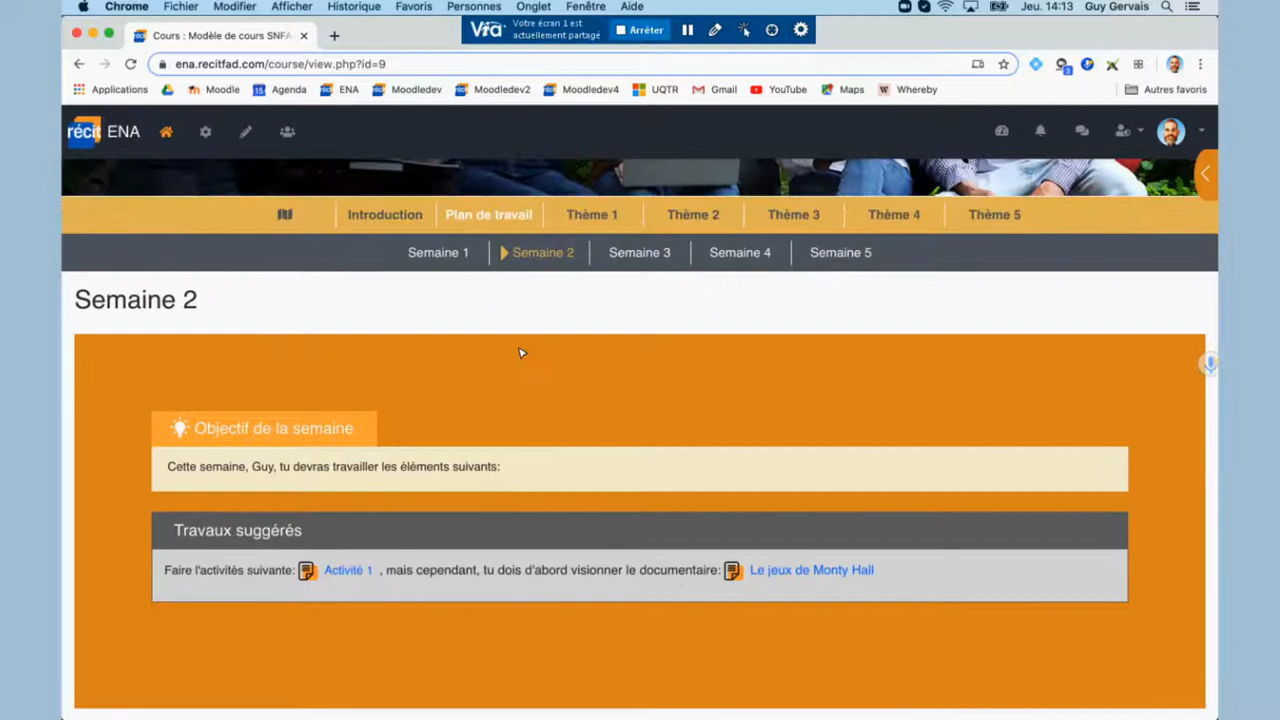 Chrome Fichier Modifier Afficher Historique Favoris Personnes Onglet Fenêtre Aide Jeu. 14:13 Guy Gervais
Cours : Modèle de cours SNFA
Via Votre écran 1 est actuellement partagé Arrêter
ena.recitfad.com/course/view.php?id=9
3
Applications Moodle 15 Agenda ENA Moodledev Moodledev2 Moodledev4 UQTR Gmail YouTube Maps W Whereby Autres favoris
récit ENA
Introduction Plan de travail Thème 1 Thème 2 Thème 3 Thème 4 Thème 5
Semaine 1 Semaine 2 Semaine 3 Semaine 4 Semaine 5
Semaine 2
Objectif de la semaine
Cette semaine, Guy, tu devras travailler les éléments suivants:
Travaux suggérés
Faire l'activités suivante: Activité 1 , mais cependant, tu dois d'abord visionner le documentaire: Le jeux de Monty Hall